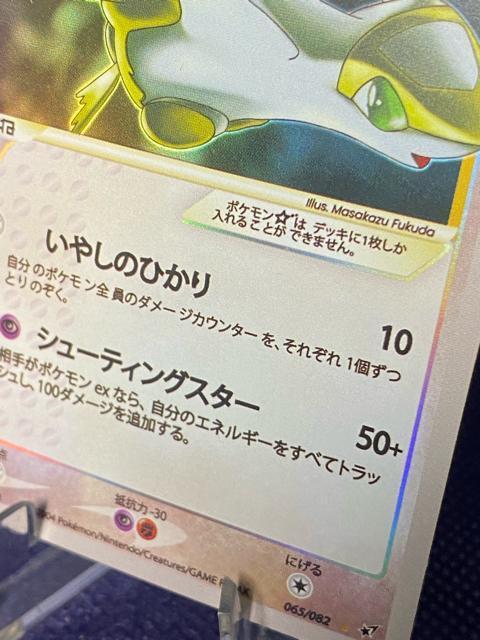 Illus. Masakazu Fukuda
ポケモン☆は、デッキに1枚しか
入れることができません。
いやしのひかり 10
自分のポケモン全員のダメージカウンターを、それぞれ1個ずつ
とりのぞく。
シューティングスター 50+
相手がポケモンexなら、自分のエネルギーをすべてトラッ
シュし、100ダメージを追加する。
点
抵抗力 -30
04 Pokémon/Nintendo/Creatures/GAME
にげる
065/082